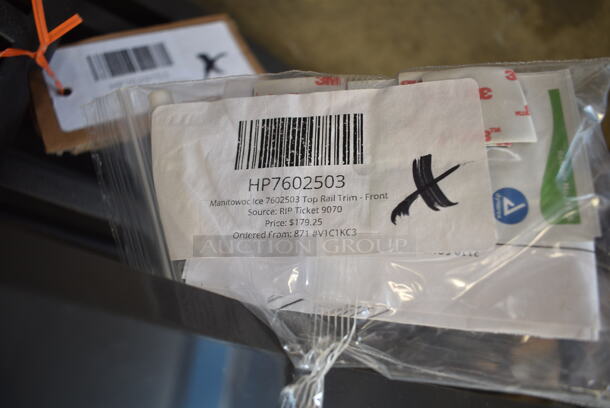 3M
3M
HP7602503
Manitowoc Ice 7602503 Top Rail Trim - Front
Source: RIP Ticket 9070
Price: $179.25
Ordered From: 871 #V1C1KC3
X
X
AUCTION GROUP